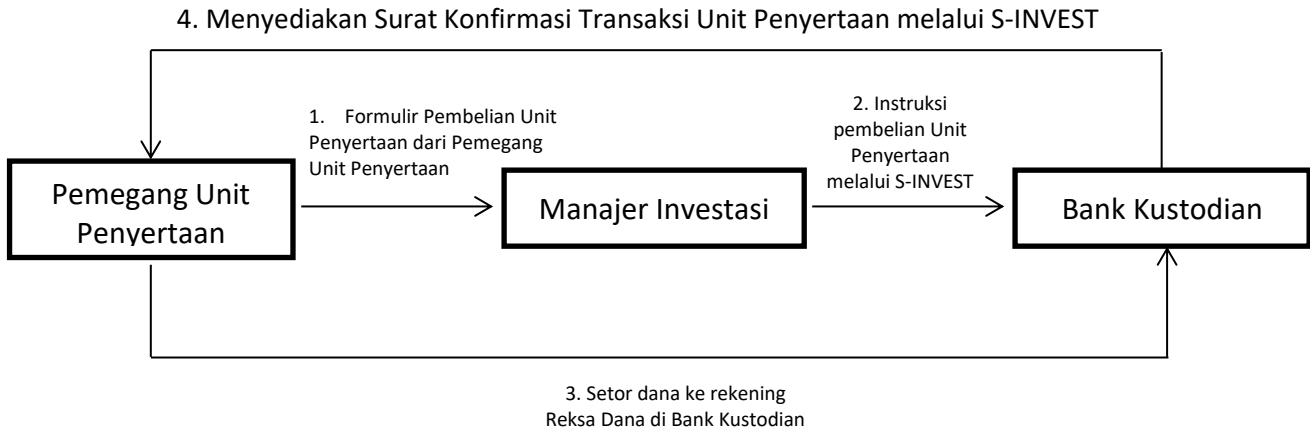 4. Menyediakan Surat Konfirmasi Transaksi Unit Penyertaan melalui S-INVEST
1. Formulir Pembelian Unit
Penyertaan dari Pemegang
Unit Penyertaan
2. Instruksi
pembelian Unit
Penyertaan
melalui S-INVEST
Pemegang Unit
Penyertaan
Manajer Investasi
Bank Kustodian
3. Setor dana ke rekening
Reksa Dana di Bank Kustodian